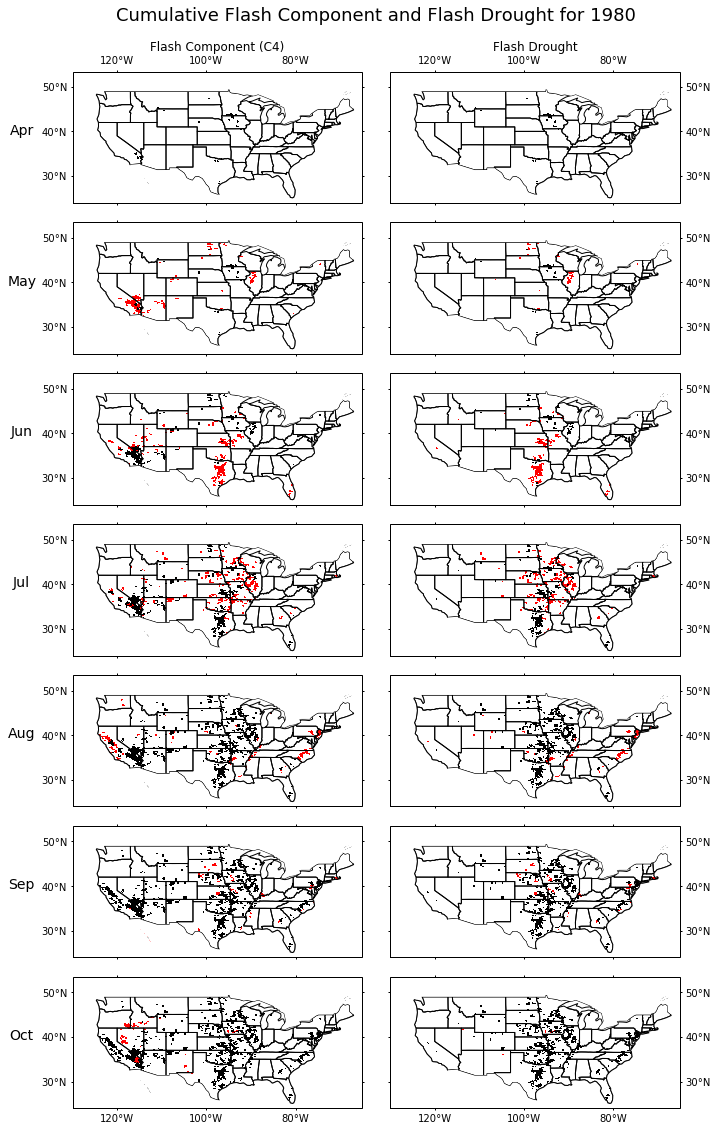 Cumulative Flash Component and Flash Drought for 1980
Flash Component (C4) Flash Drought
120°W 100°W 80°W 120°W 100°W 80°W
50°N 50°N
Apr 40°N 40°N
30°N 30°N
50°N 50°N
May 40°N 40°N
30°N 30°N
50°N 50°N
Jun 40°N 40°N
30°N 30°N
50°N 50°N
Jul 40°N 40°N
30°N 30°N
50°N 50°N
Aug 40°N 40°N
30°N 30°N
50°N 50°N
Sep 40°N 40°N
30°N 30°N
50°N 50°N
Oct 40°N 40°N
30°N 30°N
120°W 100°W 80°W 120°W 100°W 80°W